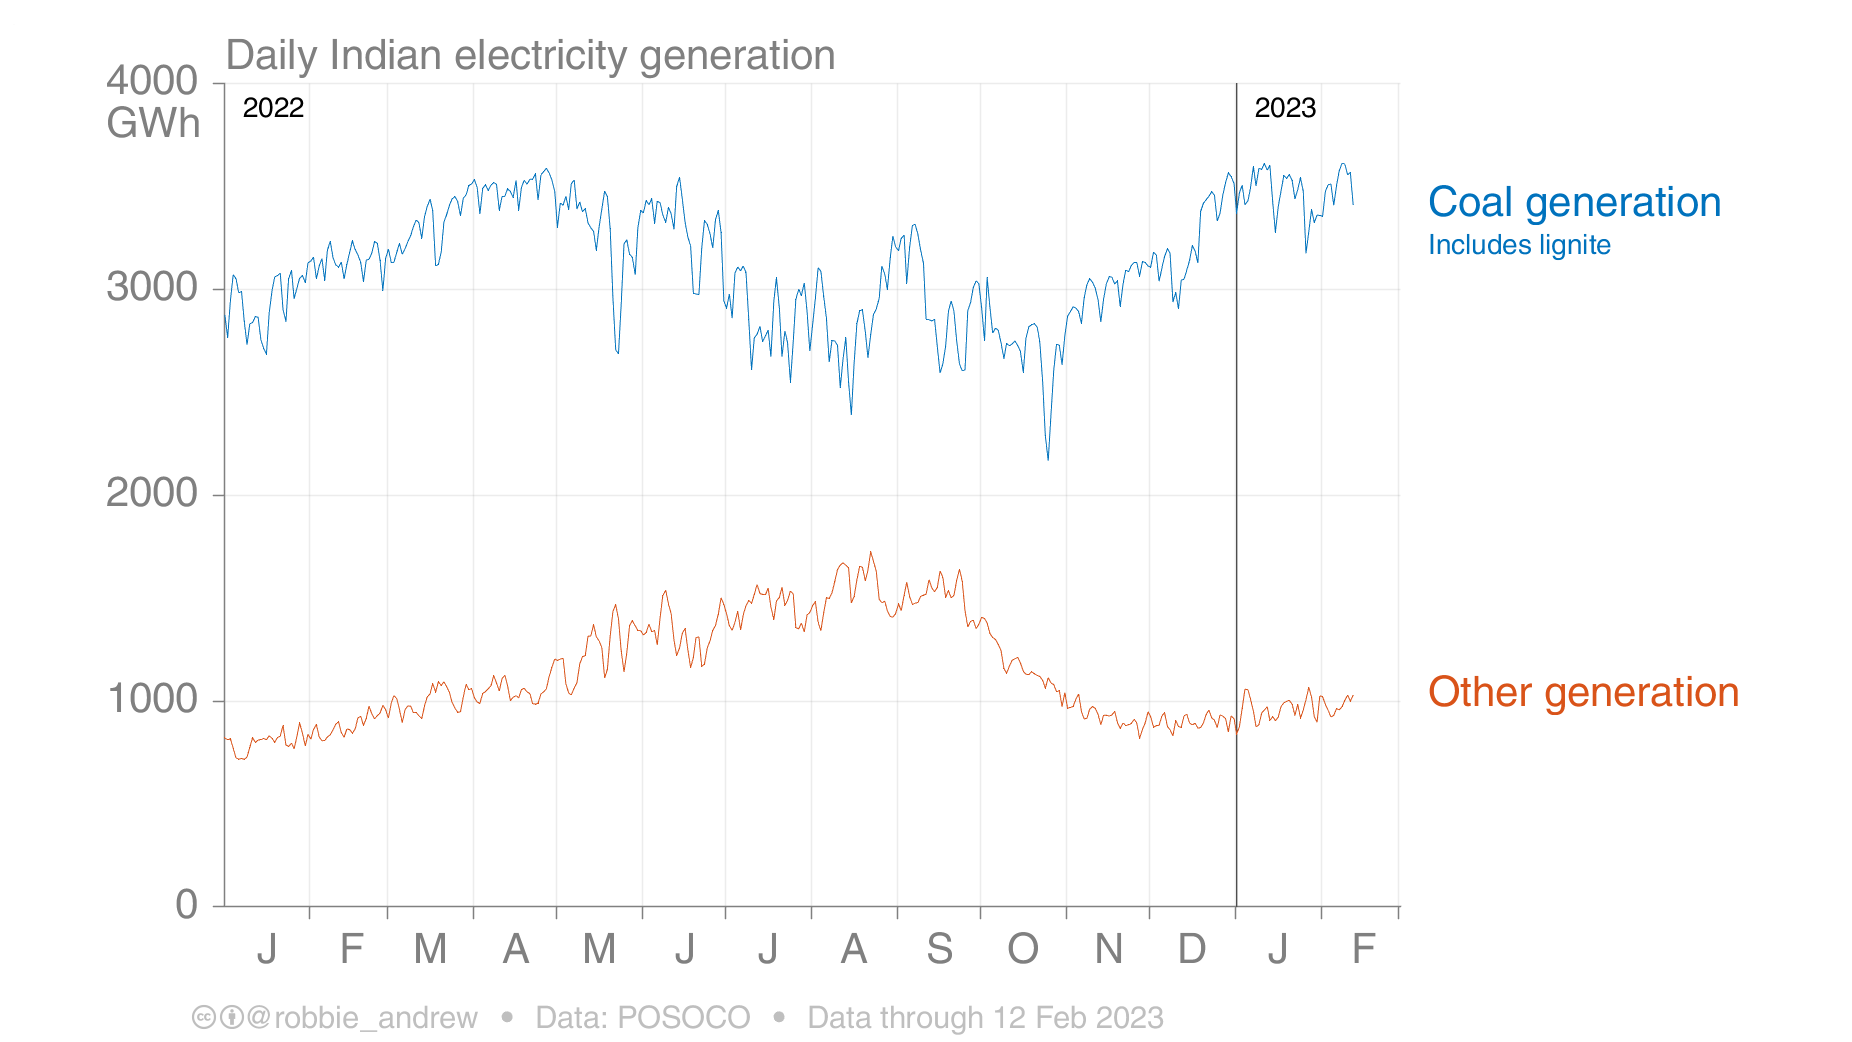 Daily Indian electricity generation
4000
GWh
2022
2023
Coal generation
Includes lignite
3000
2000
Other generation
1000
0
J F M A M J J A S O N D J F
cc @robbie_andrew • Data: POSOCO • Data through 12 Feb 2023